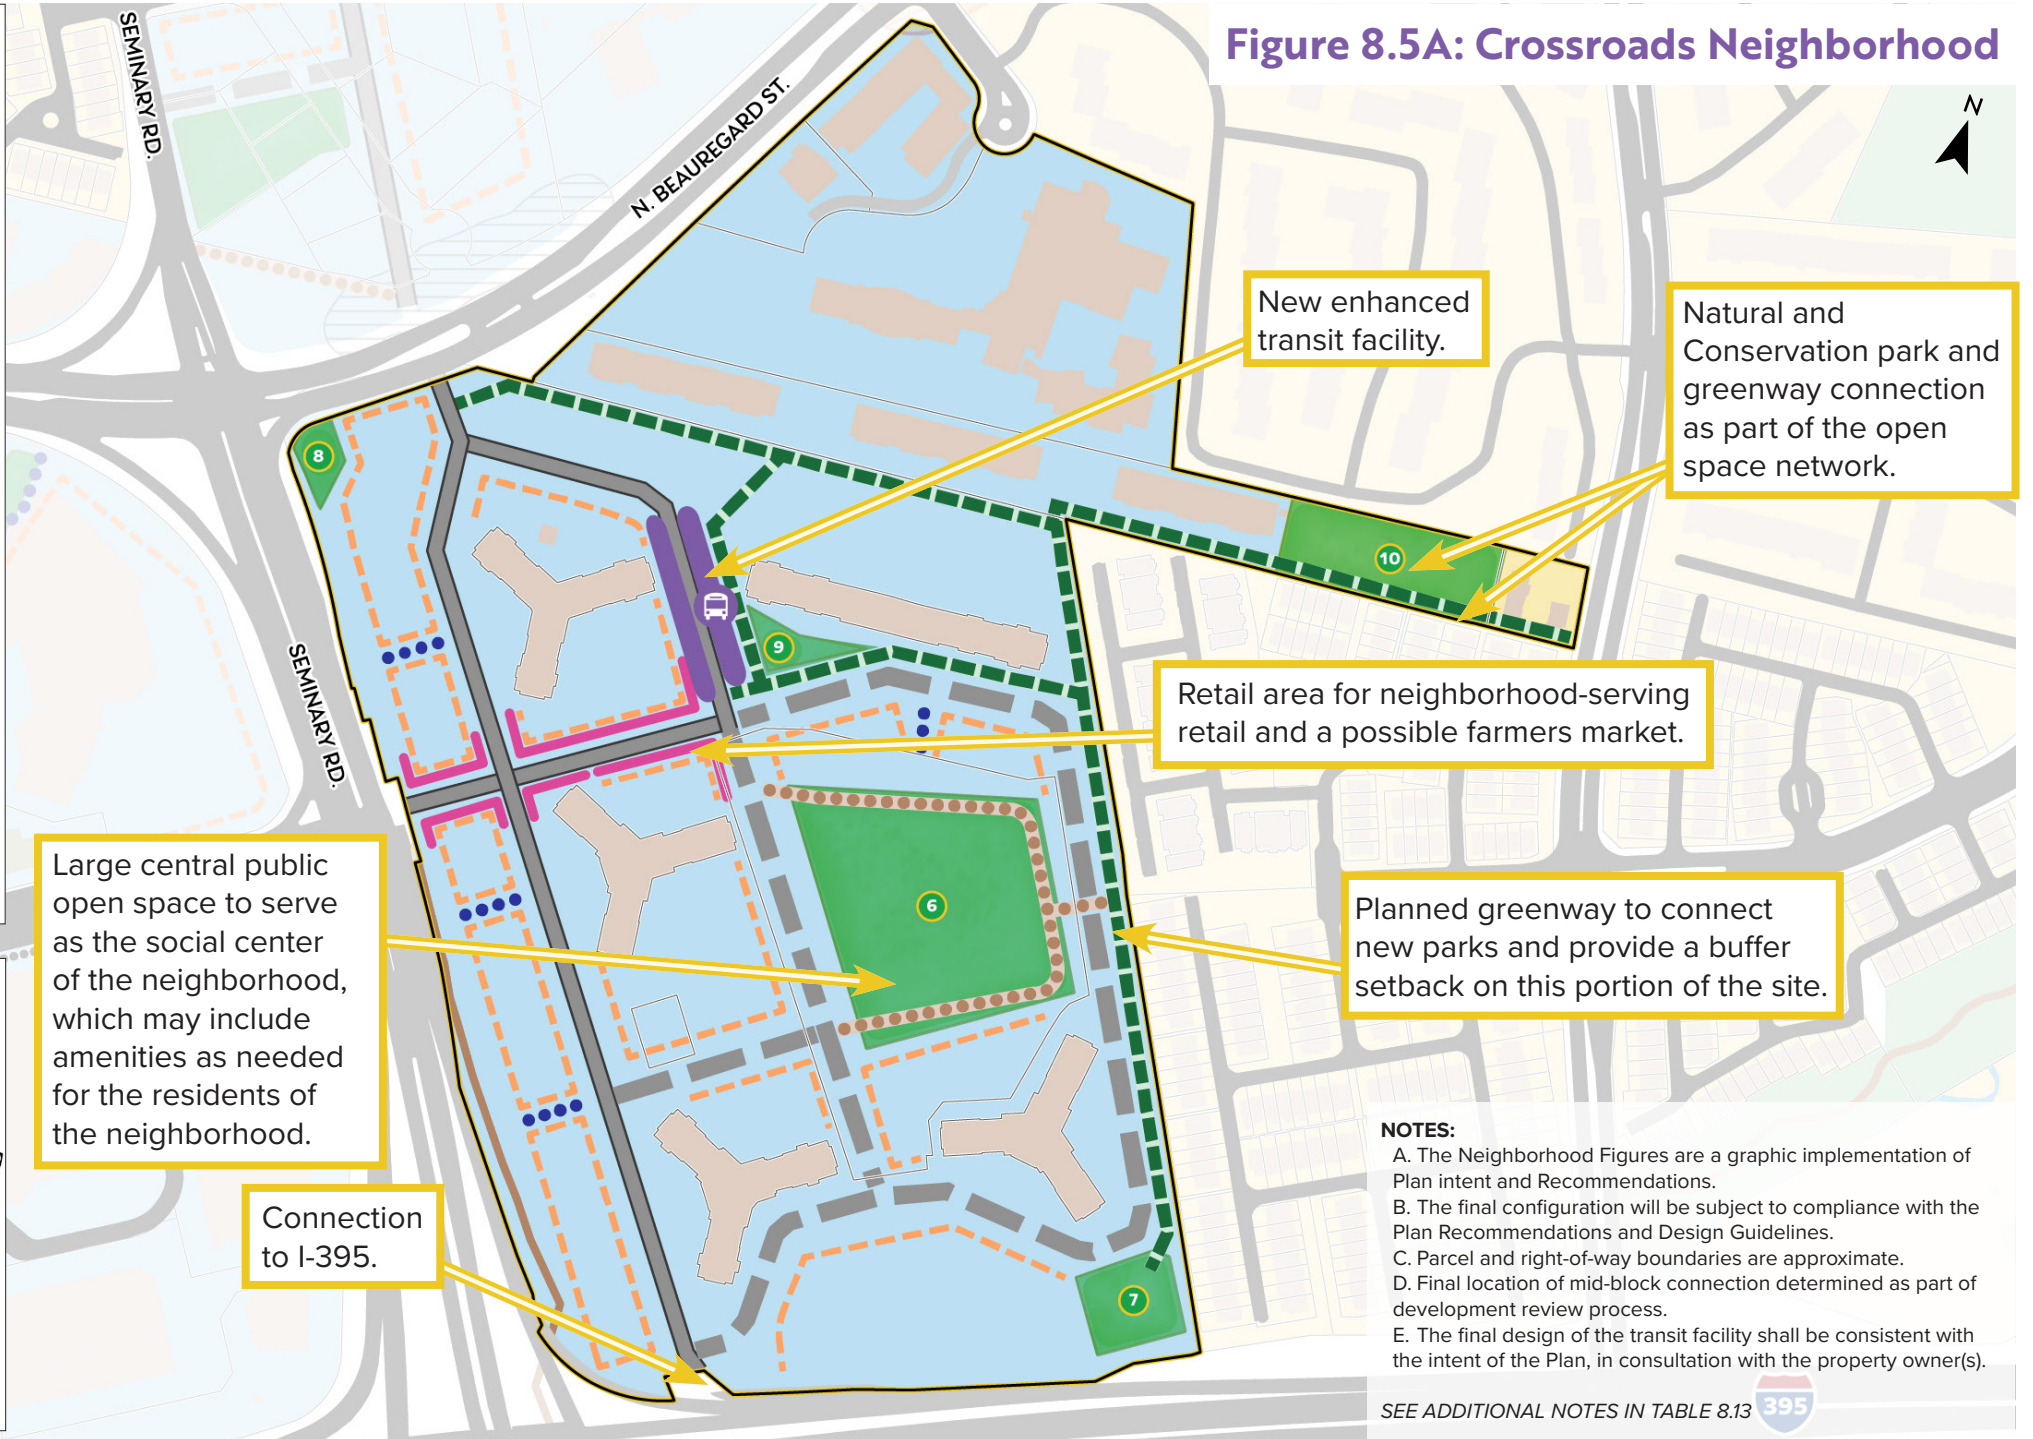 Figure 8.5A: Crossroads Neighborhood
N
SEMINARY RD.
N. BEAUREGARD ST.
New enhanced
transit facility.
Natural and
Conservation park and
greenway connection
as part of the open
space network.
8
10
9
SEMINARY RD.
Retail area for neighborhood-serving
retail and a possible farmers market.
Large central public
open space to serve
as the social center
of the neighborhood,
which may include
amenities as needed
for the residents of
the neighborhood.
6
Planned greenway to connect
new parks and provide a buffer
setback on this portion of the site.
Connection
to I-395.
7
NOTES:
A. The Neighborhood Figures are a graphic implementation of
Plan intent and Recommendations.
B. The final configuration will be subject to compliance with the
Plan Recommendations and Design Guidelines.
C. Parcel and right-of-way boundaries are approximate.
D. Final location of mid-block connection determined as part of
development review process.
E. The final design of the transit facility shall be consistent with
the intent of the Plan, in consultation with the property owner(s).
SEE ADDITIONAL NOTES IN TABLE 8.13
395